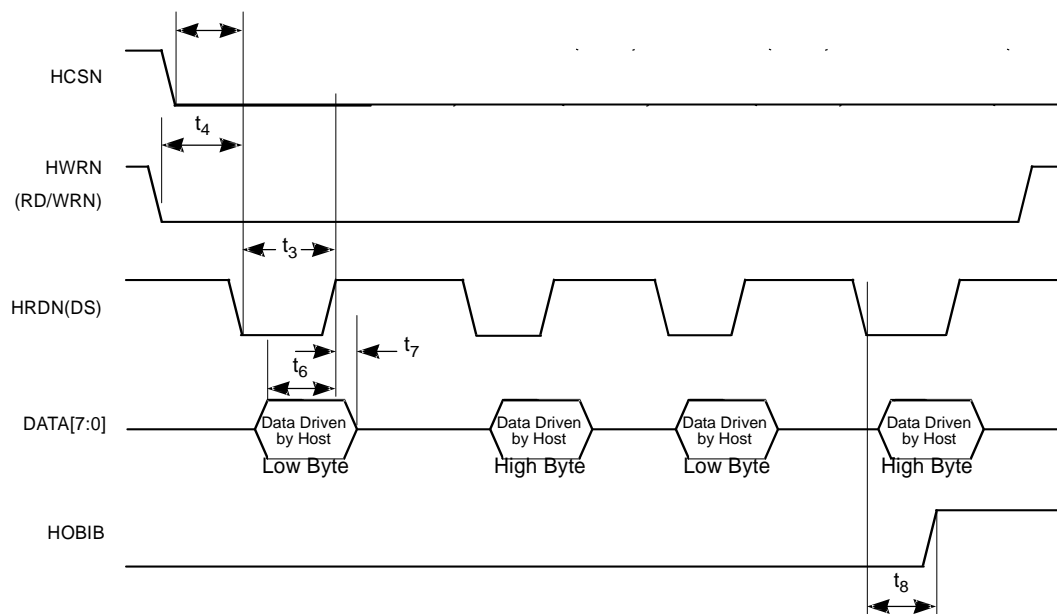 HCSN
t4
HWRN
(RD/WRN)
t3
HRDN(DS)
t7
t6
DATA[7:0]
Data Driven
by Host
Low Byte
Data Driven
by Host
High Byte
Data Driven
by Host
Low Byte
Data Driven
by Host
High Byte
HOBIB
t8